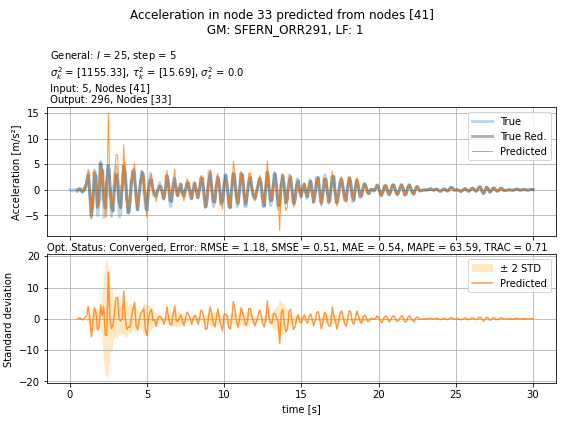 Acceleration in node 33 predicted from nodes [41]
GM: SFERN_ORR291, LF: 1
General: l = 25, step = 5
σ_k² = [1155.33], τ_k² = [15.69], σ_ε² = 0.0
Input: 5, Nodes [41]
Output: 296, Nodes [33]
15
10
5
0
−5
Acceleration [m/s²]
True
True Red.
Predicted
Opt. Status: Converged, Error: RMSE = 1.18, SMSE = 0.51, MAE = 0.54, MAPE = 63.59, TRAC = 0.71
20
10
0
−10
−20
Standard deviation
± 2 STD
Predicted
0 5 10 15 20 25 30
time [s]